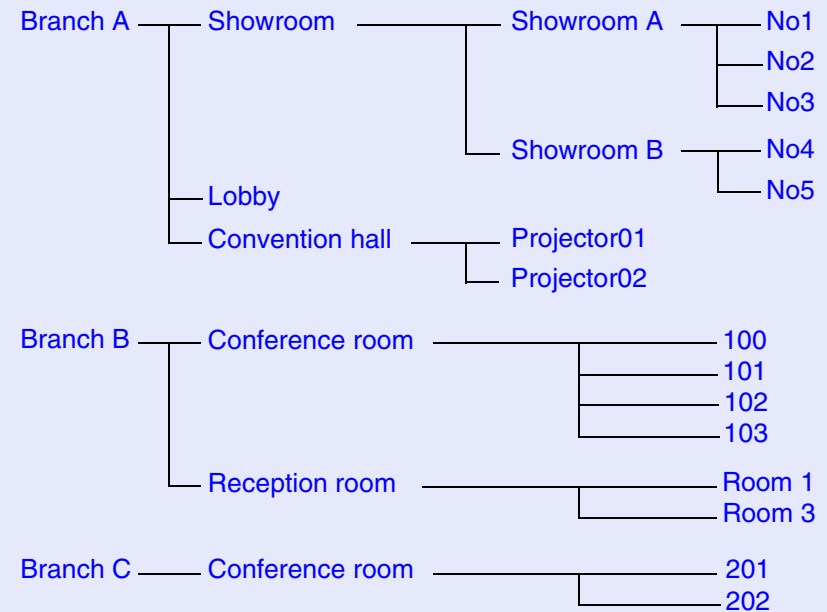 Branch A Showroom Showroom A No1
No2
No3
Showroom B No4
No5
Lobby
Convention hall Projector01
Projector02
Branch B Conference room 100
101
102
103
Reception room Room 1
Room 3
Branch C Conference room 201
202